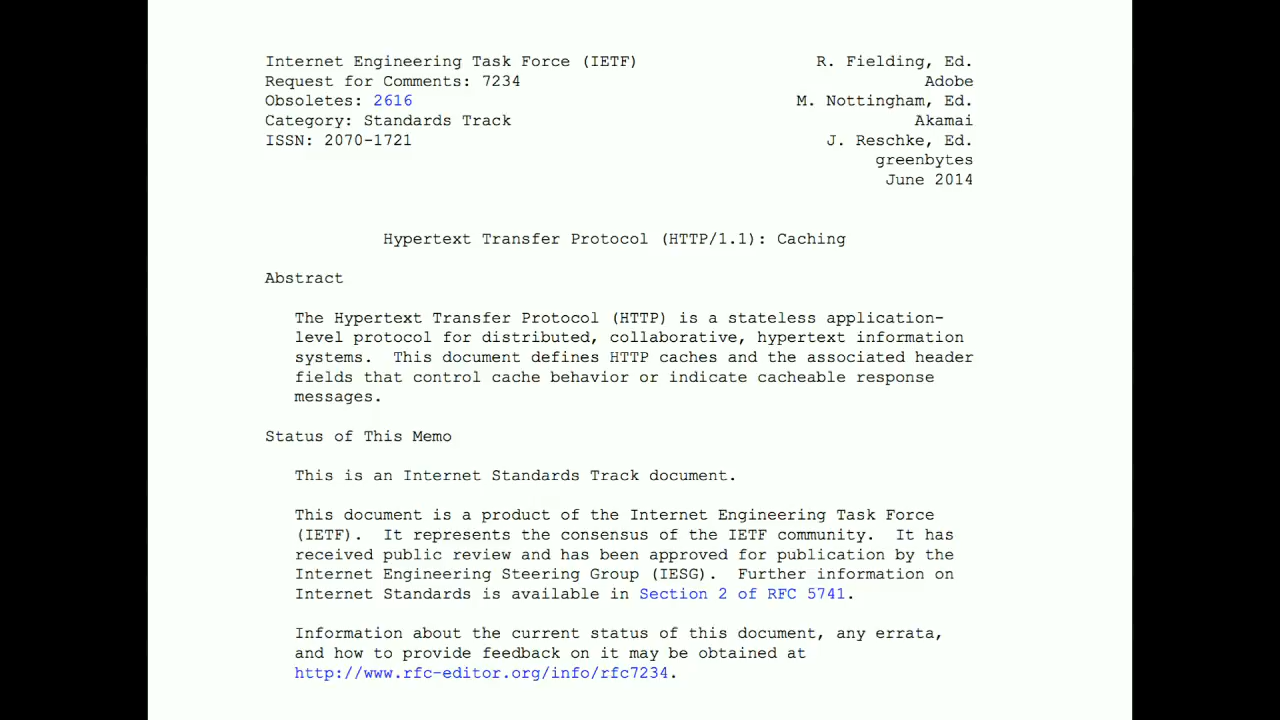 Internet Engineering Task Force (IETF) R. Fielding, Ed.
Request for Comments: 7234 Adobe
Obsoletes: 2616 M. Nottingham, Ed.
Category: Standards Track Akamai
ISSN: 2070-1721 J. Reschke, Ed.
greenbytes
June 2014
Hypertext Transfer Protocol (HTTP/1.1): Caching
Abstract
The Hypertext Transfer Protocol (HTTP) is a stateless application-
level protocol for distributed, collaborative, hypertext information
systems. This document defines HTTP caches and the associated header
fields that control cache behavior or indicate cacheable response
messages.
Status of This Memo
This is an Internet Standards Track document.
This document is a product of the Internet Engineering Task Force
(IETF). It represents the consensus of the IETF community. It has
received public review and has been approved for publication by the
Internet Engineering Steering Group (IESG). Further information on
Internet Standards is available in Section 2 of RFC 5741.
Information about the current status of this document, any errata,
and how to provide feedback on it may be obtained at
http://www.rfc-editor.org/info/rfc7234.